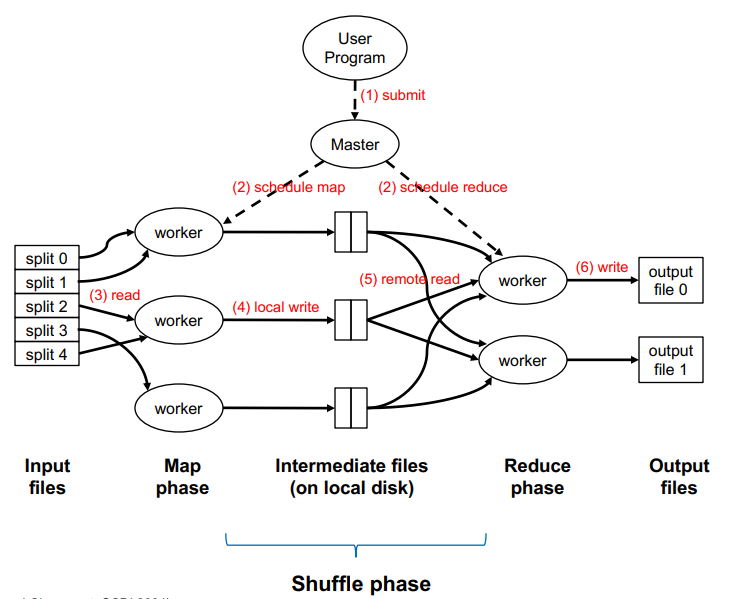 User
Program
(1) submit
Master
(2) schedule map
(2) schedule reduce
worker
split 0
split 1
split 2
split 3
split 4
(3) read
worker
(4) local write
worker
(5) remote read
worker
(6) write
output
file 0
worker
output
file 1
Input
files
Map
phase
Intermediate files
(on local disk)
Reduce
phase
Output
files
Shuffle phase